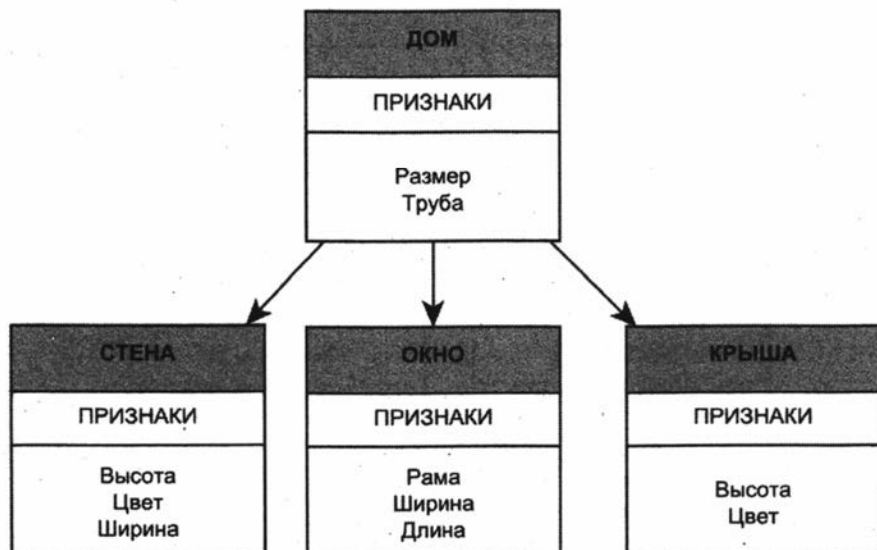 ДОМ
ПРИЗНАКИ
Размер
Труба
СТЕНА
ПРИЗНАКИ
Высота
Цвет
Ширина
ОКНО
ПРИЗНАКИ
Рама
Ширина
Длина
КРЫША
ПРИЗНАКИ
Высота
Цвет